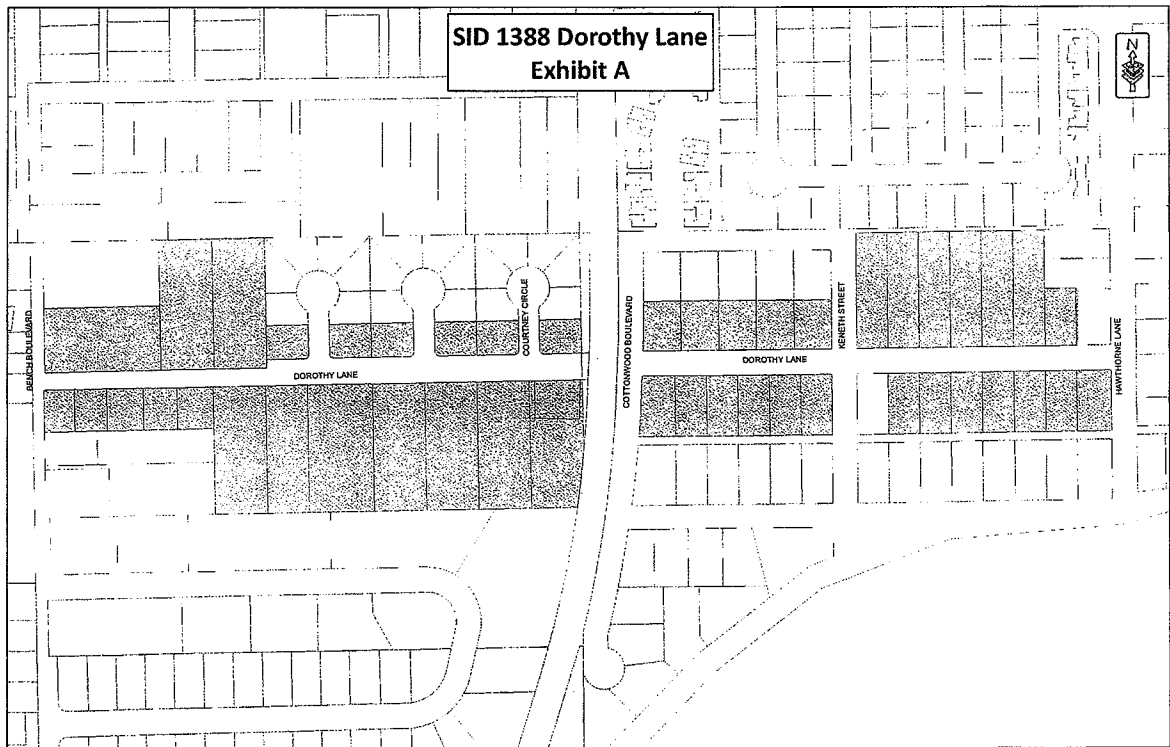 SID 1388 Dorothy Lane
Exhibit A
N
BENCH BOULEVARD
DOROTHY LANE
COURTNEY CIRCLE
COTTONWOOD BOULEVARD
DOROTHY LANE
KENETH STREET
HAWTHORNE LANE